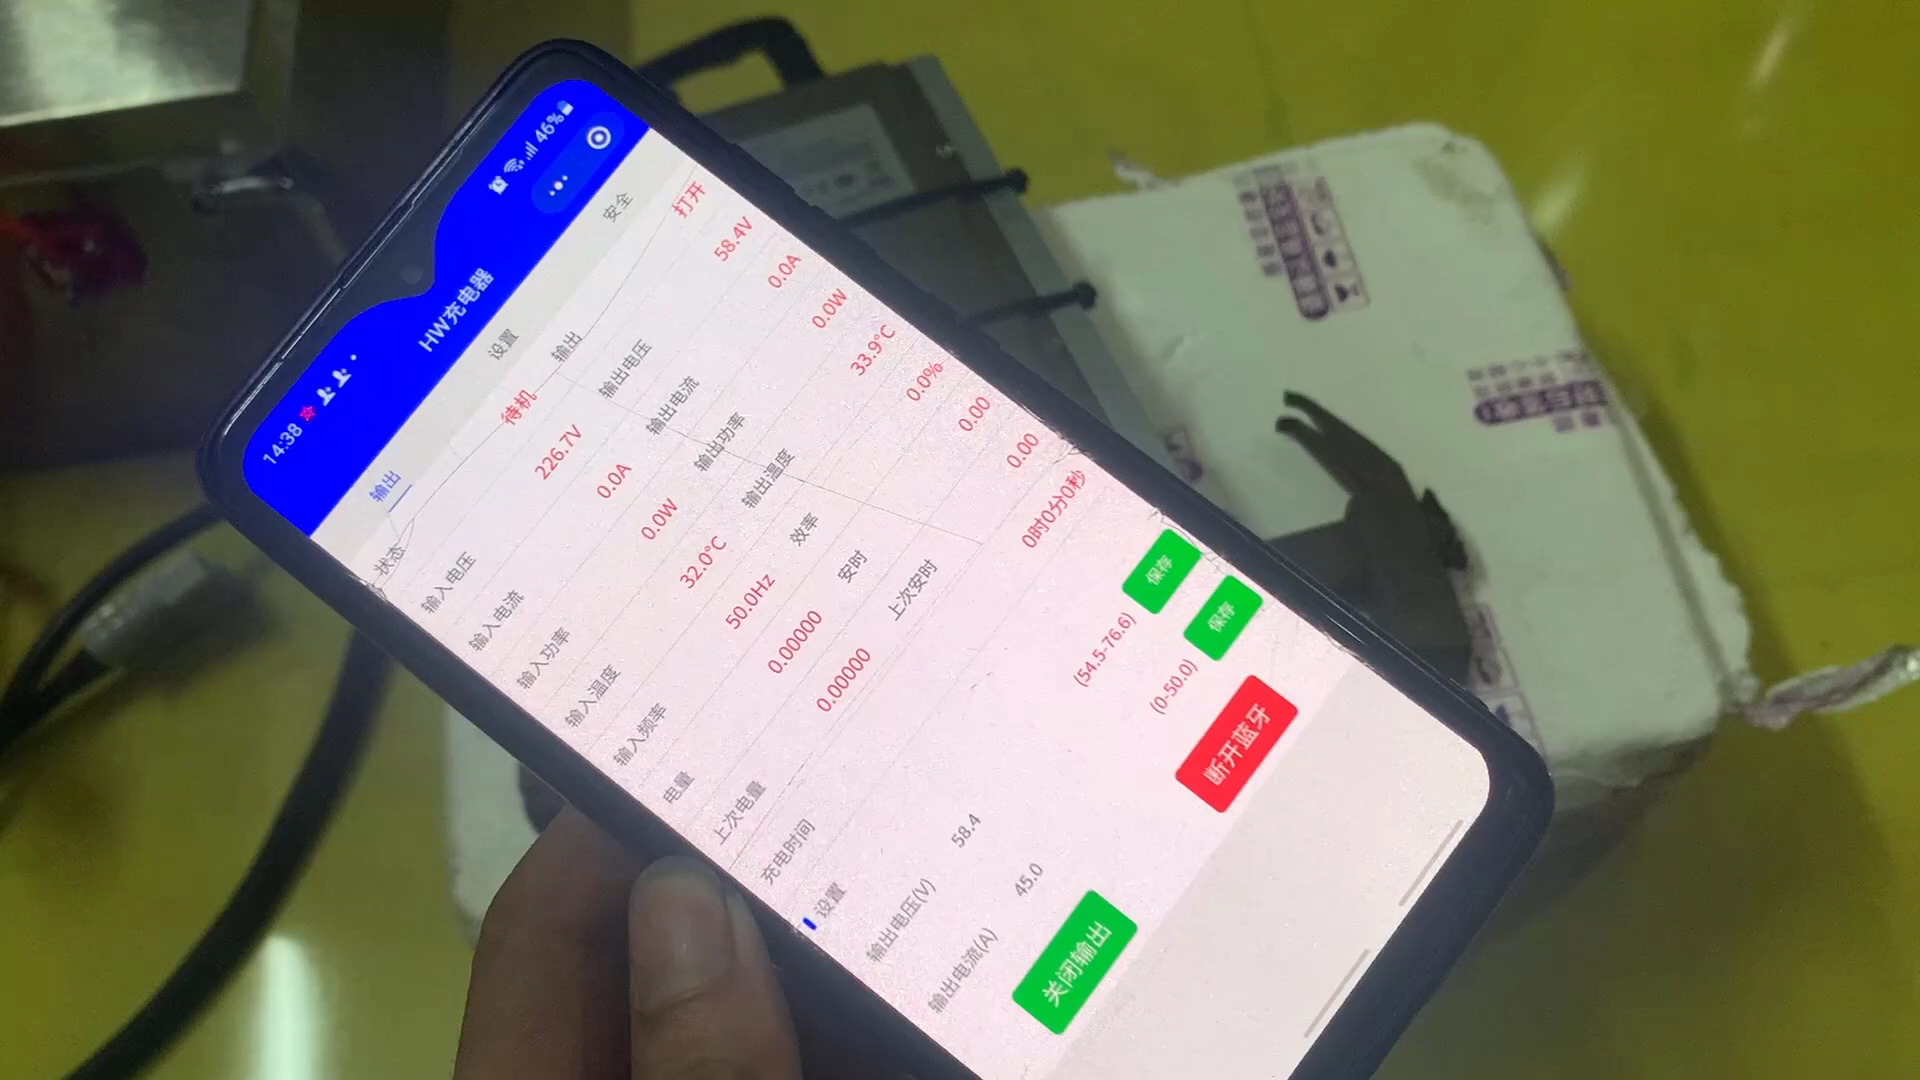 14:38 46%
HW充电器
输出 设置 安全
状态 待机 输出 打开
输入电压 226.7V 输出电压 58.4V
输入电流 0.0A 输出电流 0.0A
输入功率 0.0W 输出功率 0.0W
输入温度 32.0°C 输出温度 33.9°C
输入频率 50.0Hz 效率 0.0%
电量 0.00000 安时 0.00
上次电量 0.00000 上次安时 0.00
充电时间 0时0分0秒
设置
输出电压(V) 58.4 (54.5-76.6) 保存
输出电流(A) 45.0 (0-50.0) 保存
关闭输出 断开蓝牙